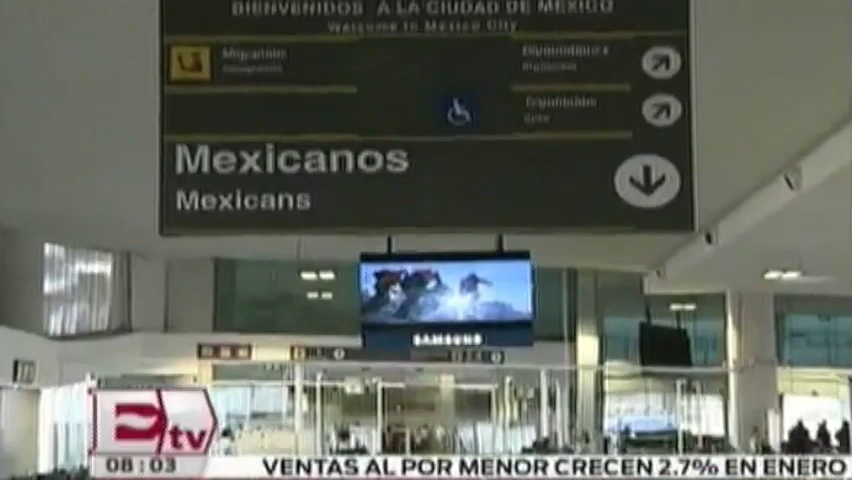 BIENVENIDOS A LA CIUDAD DE MEXICO
Welcome to Mexico City
Migración
Mexicanos
Mexicans
SAMSUNG
tv
08:03
VENTAS AL POR MENOR CRECEN 2.7% EN ENERO